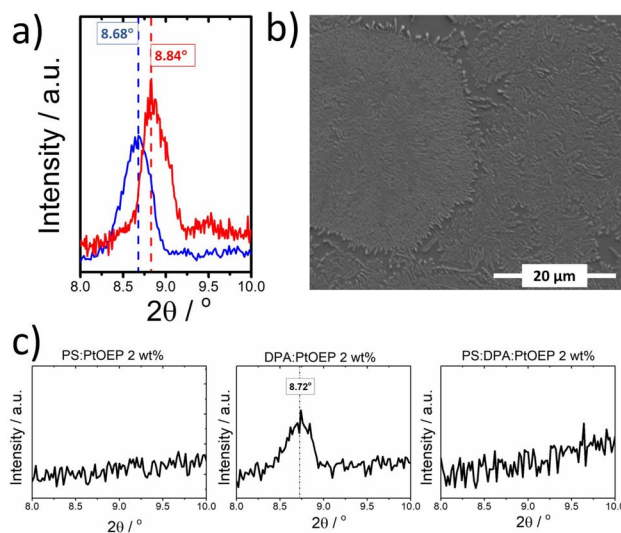 a)
8.68°
8.84°
Intensity / a.u.
8.0 8.5 9.0 9.5 10.0
2θ / °
b)
20 µm
c)
PS:PtOEP 2 wt%
Intensity / a.u.
8.0 8.5 9.0 9.5 10.0
2θ / °
DPA:PtOEP 2 wt%
8.72°
Intensity / a.u.
8.0 8.5 9.0 9.5 10.0
2θ / °
PS:DPA:PtOEP 2 wt%
Intensity / a.u.
8.0 8.5 9.0 9.5 10.0
2θ / °